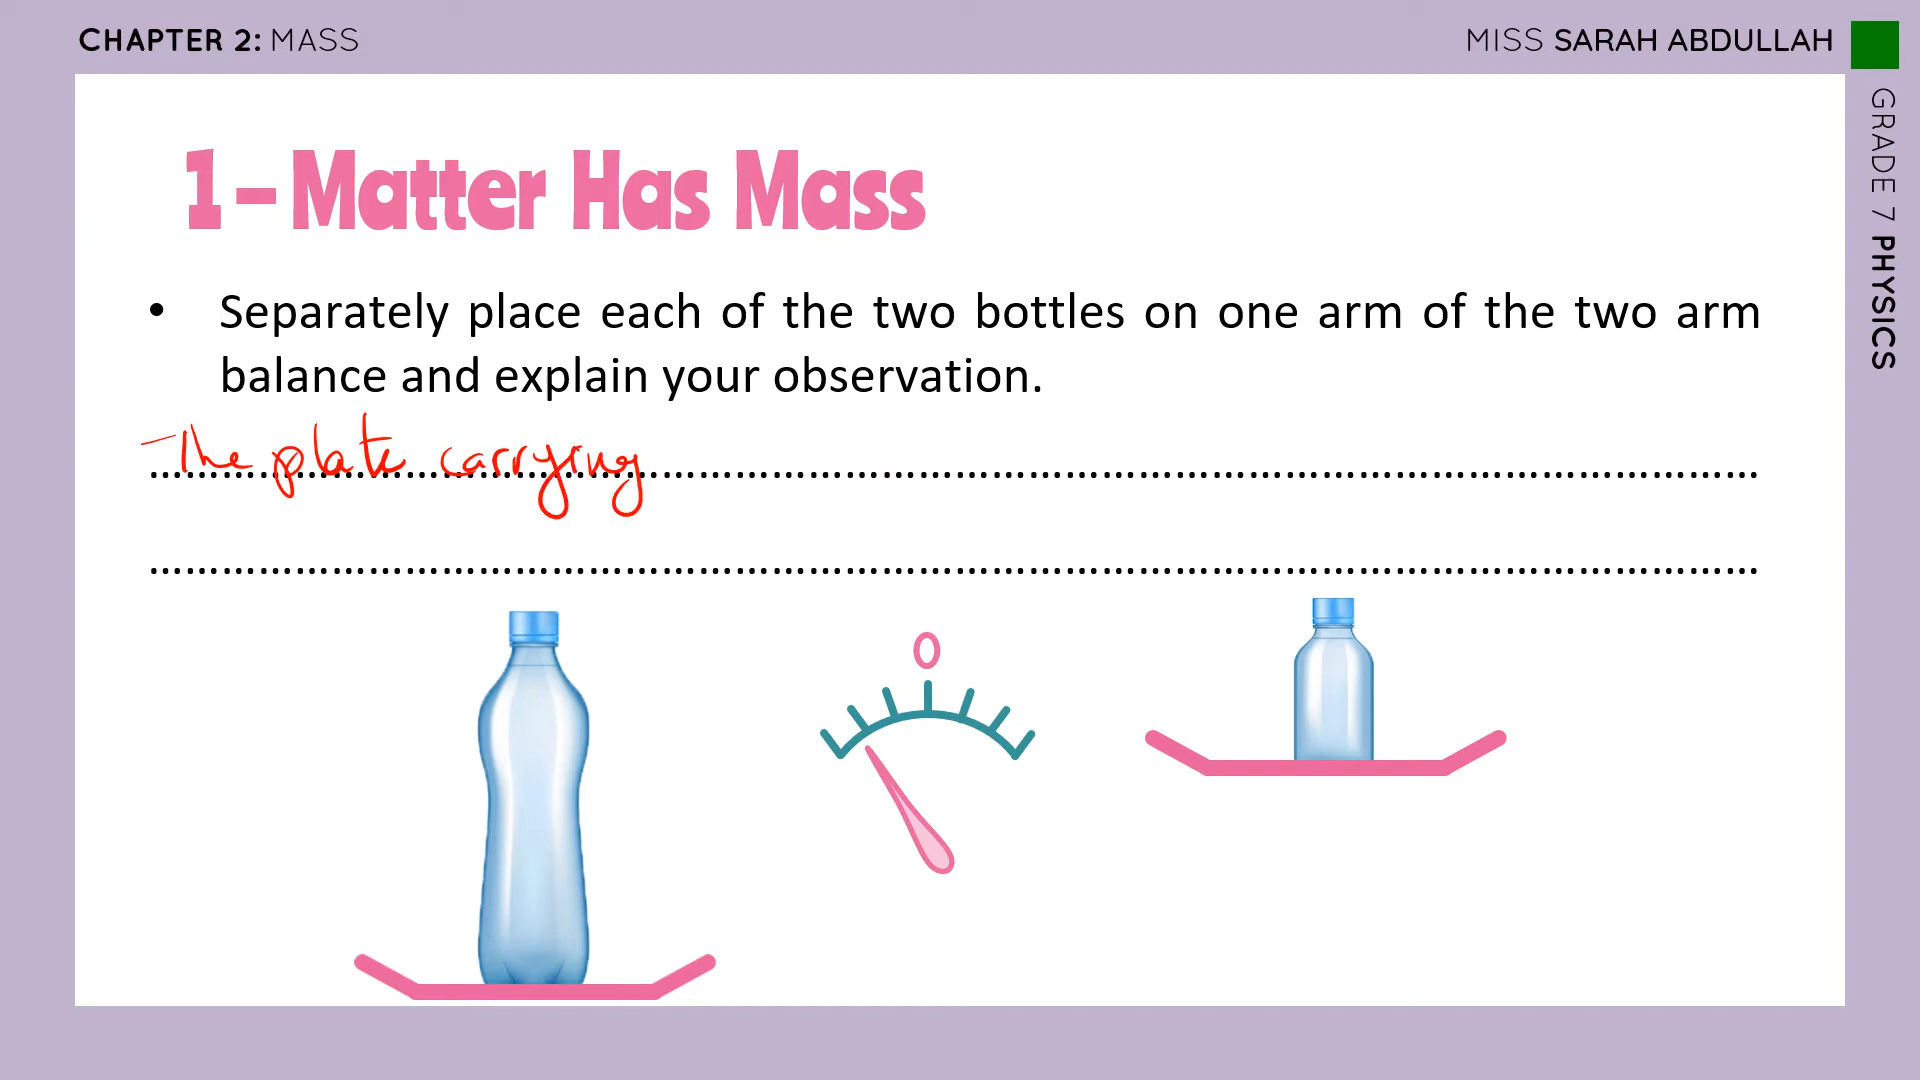 CHAPTER 2: MASS
MISS SARAH ABDULLAH
GRADE 7 PHYSICS
1-Matter Has Mass
• Separately place each of the two bottles on one arm of the two arm
balance and explain your observation.
The plate carrying
0